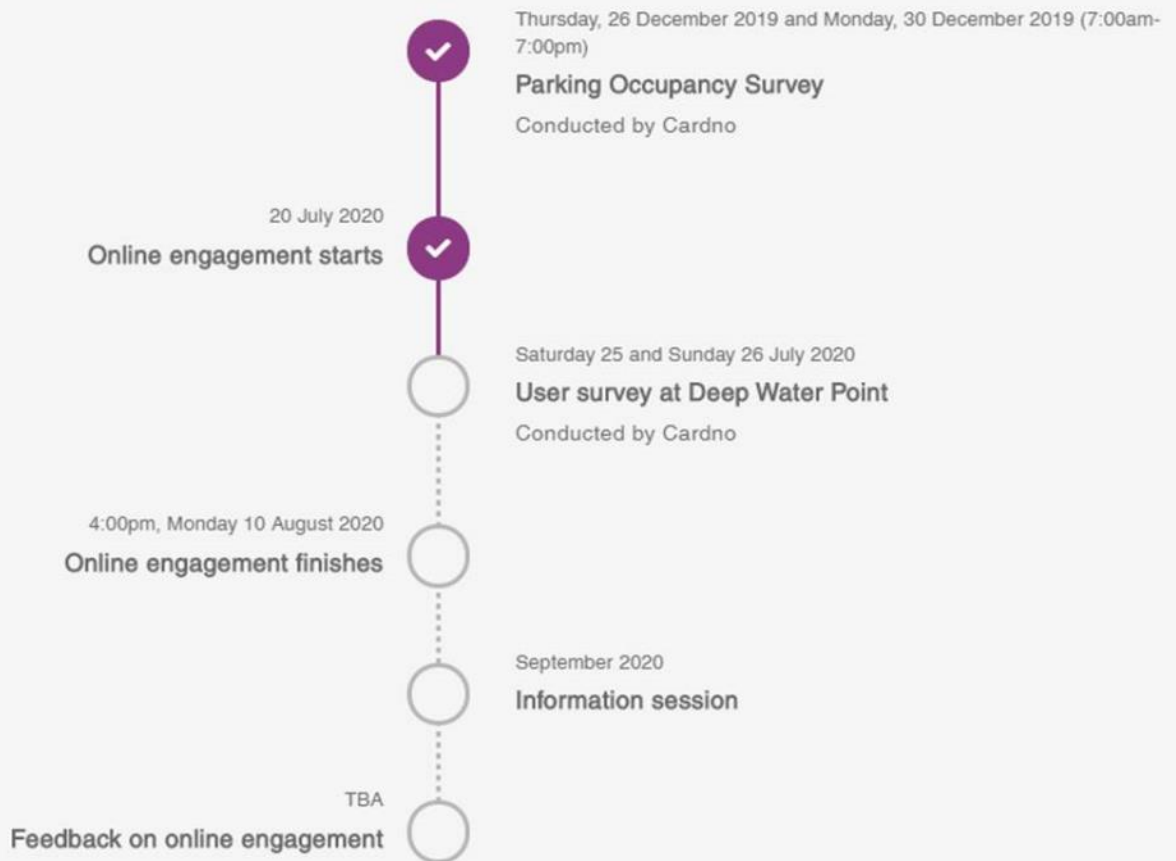 Thursday, 26 December 2019 and Monday, 30 December 2019 (7:00am-
7:00pm)
Parking Occupancy Survey
Conducted by Cardno
20 July 2020
Online engagement starts
Saturday 25 and Sunday 26 July 2020
User survey at Deep Water Point
Conducted by Cardno
4:00pm, Monday 10 August 2020
Online engagement finishes
September 2020
Information session
TBA
Feedback on online engagement